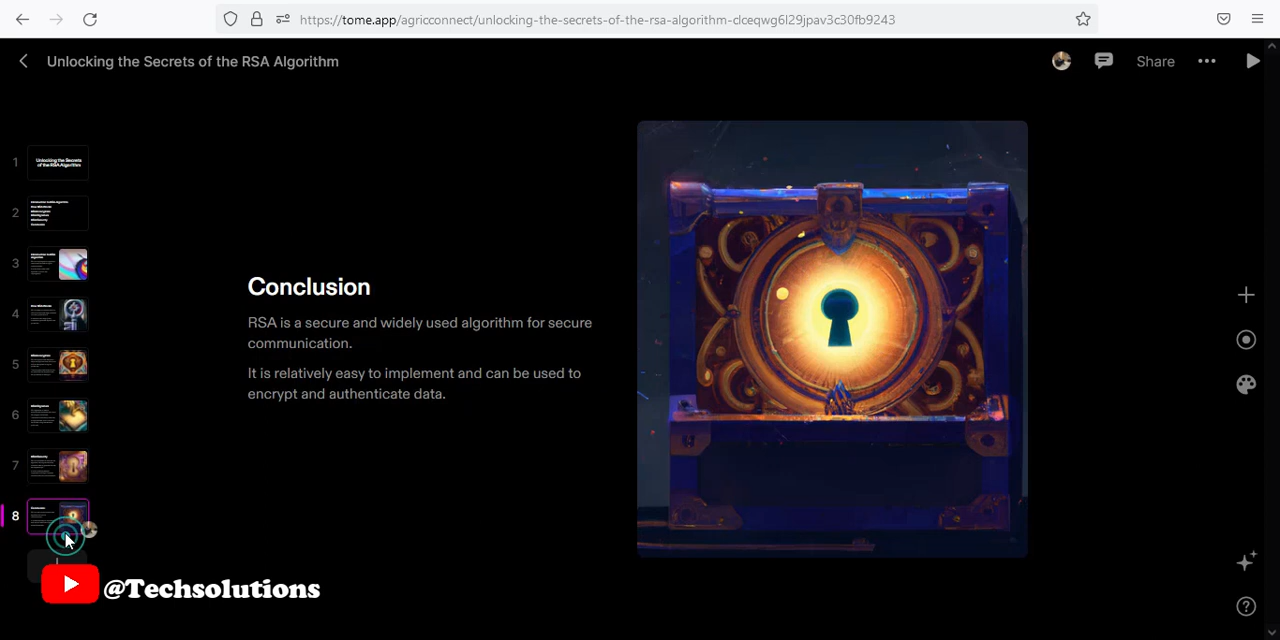 https://tome.app/agricconnect/unlocking-the-secrets-of-the-rsa-algorithm-clceqwg6l29jpav3c30fb9243
Unlocking the Secrets of the RSA Algorithm
Share
1
Unlocking the Secrets
of the RSA Algorithm
2
3
4
5
6
7
8
Conclusion
RSA is a secure and widely used algorithm for secure
communication.
It is relatively easy to implement and can be used to
encrypt and authenticate data.
@Techsolutions